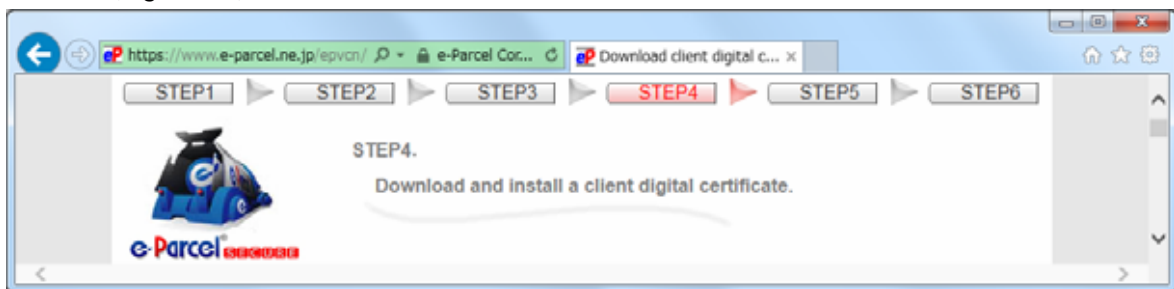 https://www.e-parcel.ne.jp/epvcn/ e-Parcel Cor... Download client digital c...
STEP1 STEP2 STEP3 STEP4 STEP5 STEP6
STEP4.
Download and install a client digital certificate.
e-Parcel SECURE